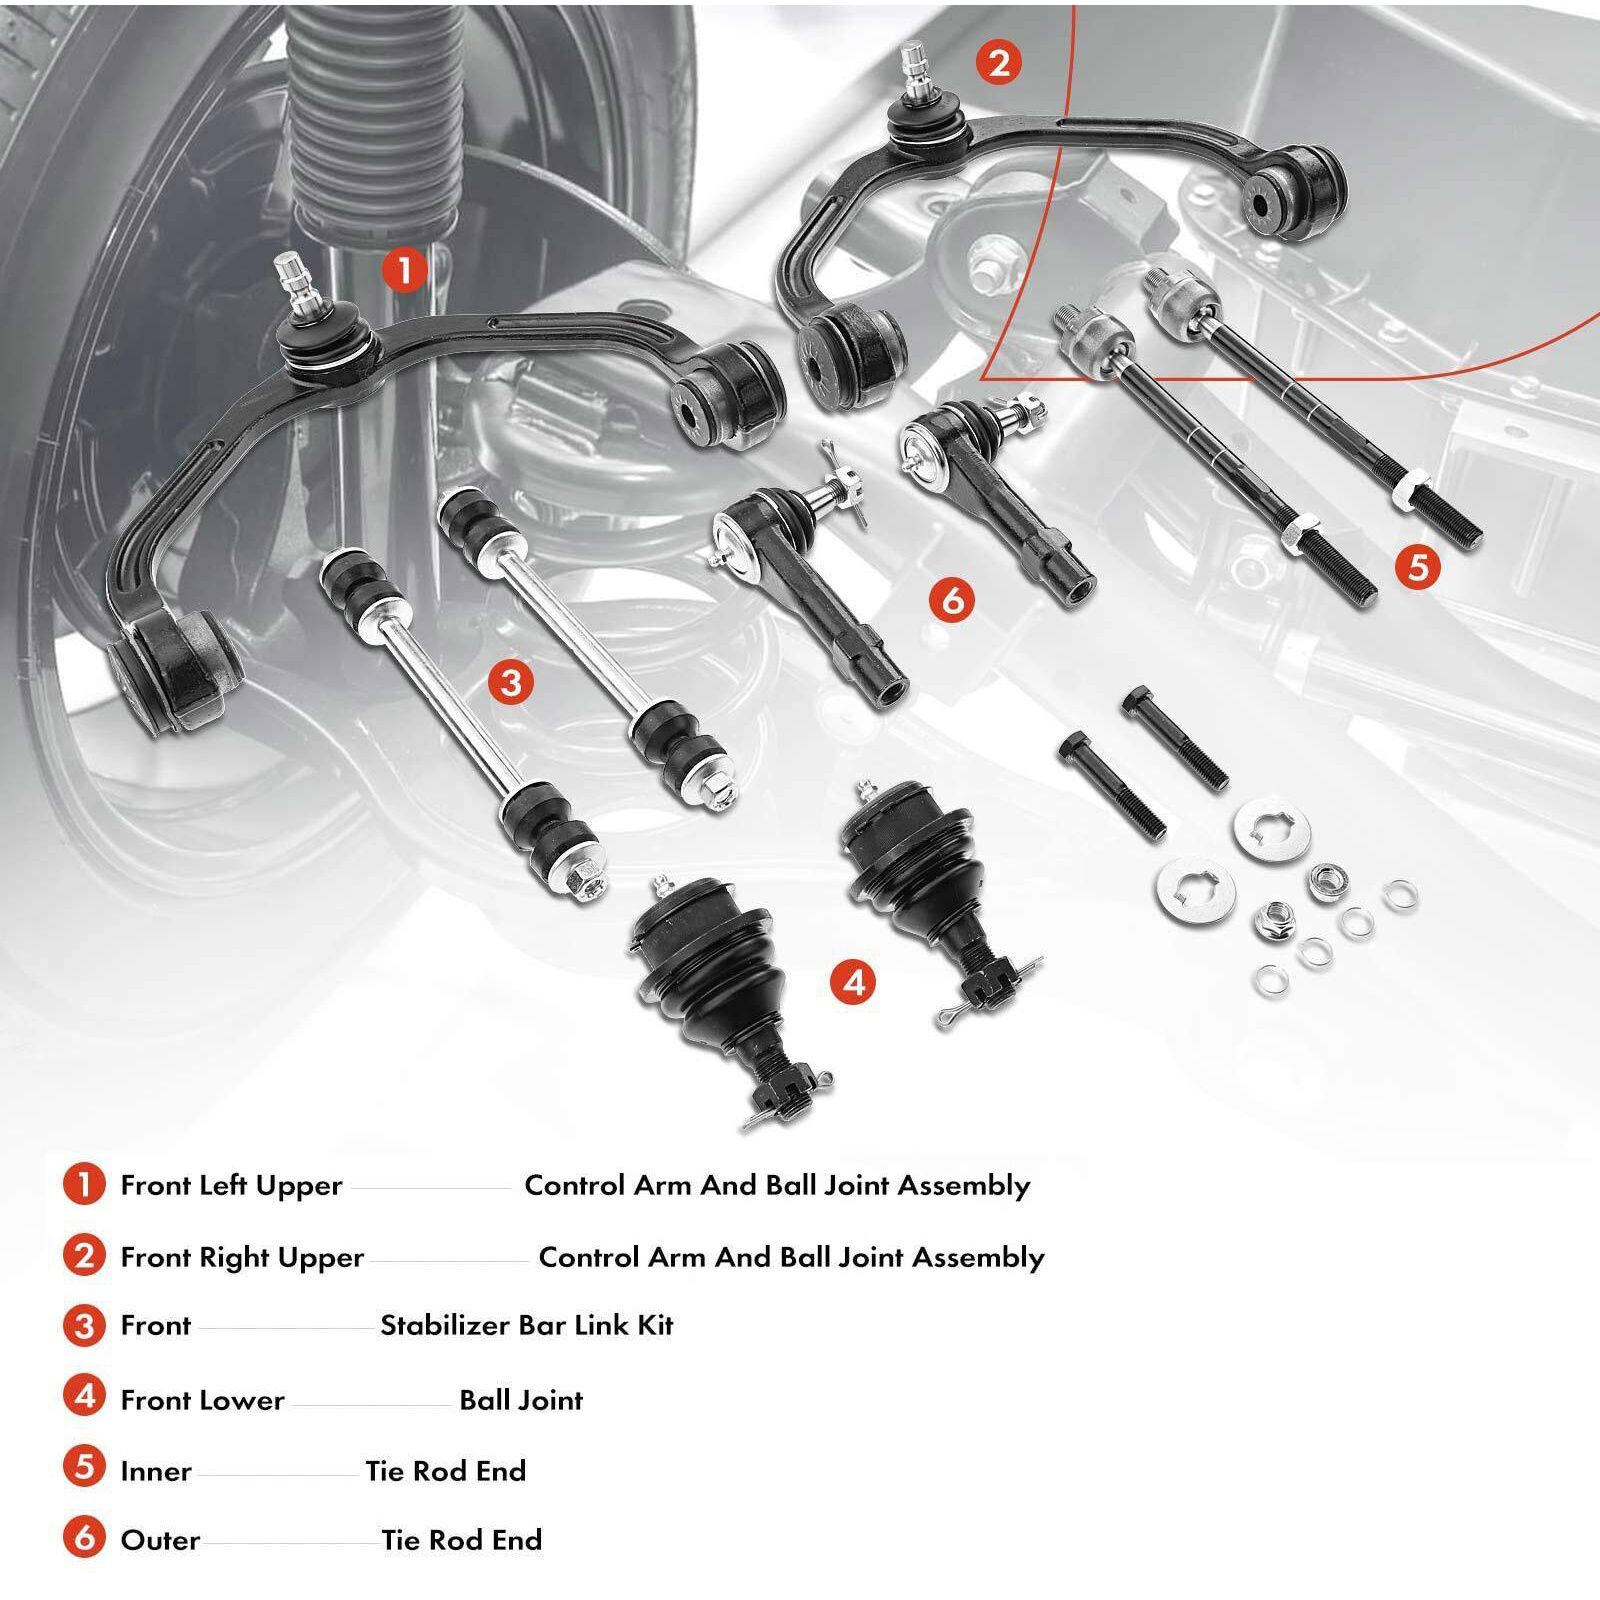 2
1
6
5
3
4
1 Front Left Upper Control Arm And Ball Joint Assembly
2 Front Right Upper Control Arm And Ball Joint Assembly
3 Front Stabilizer Bar Link Kit
4 Front Lower Ball Joint
5 Inner Tie Rod End
6 Outer Tie Rod End